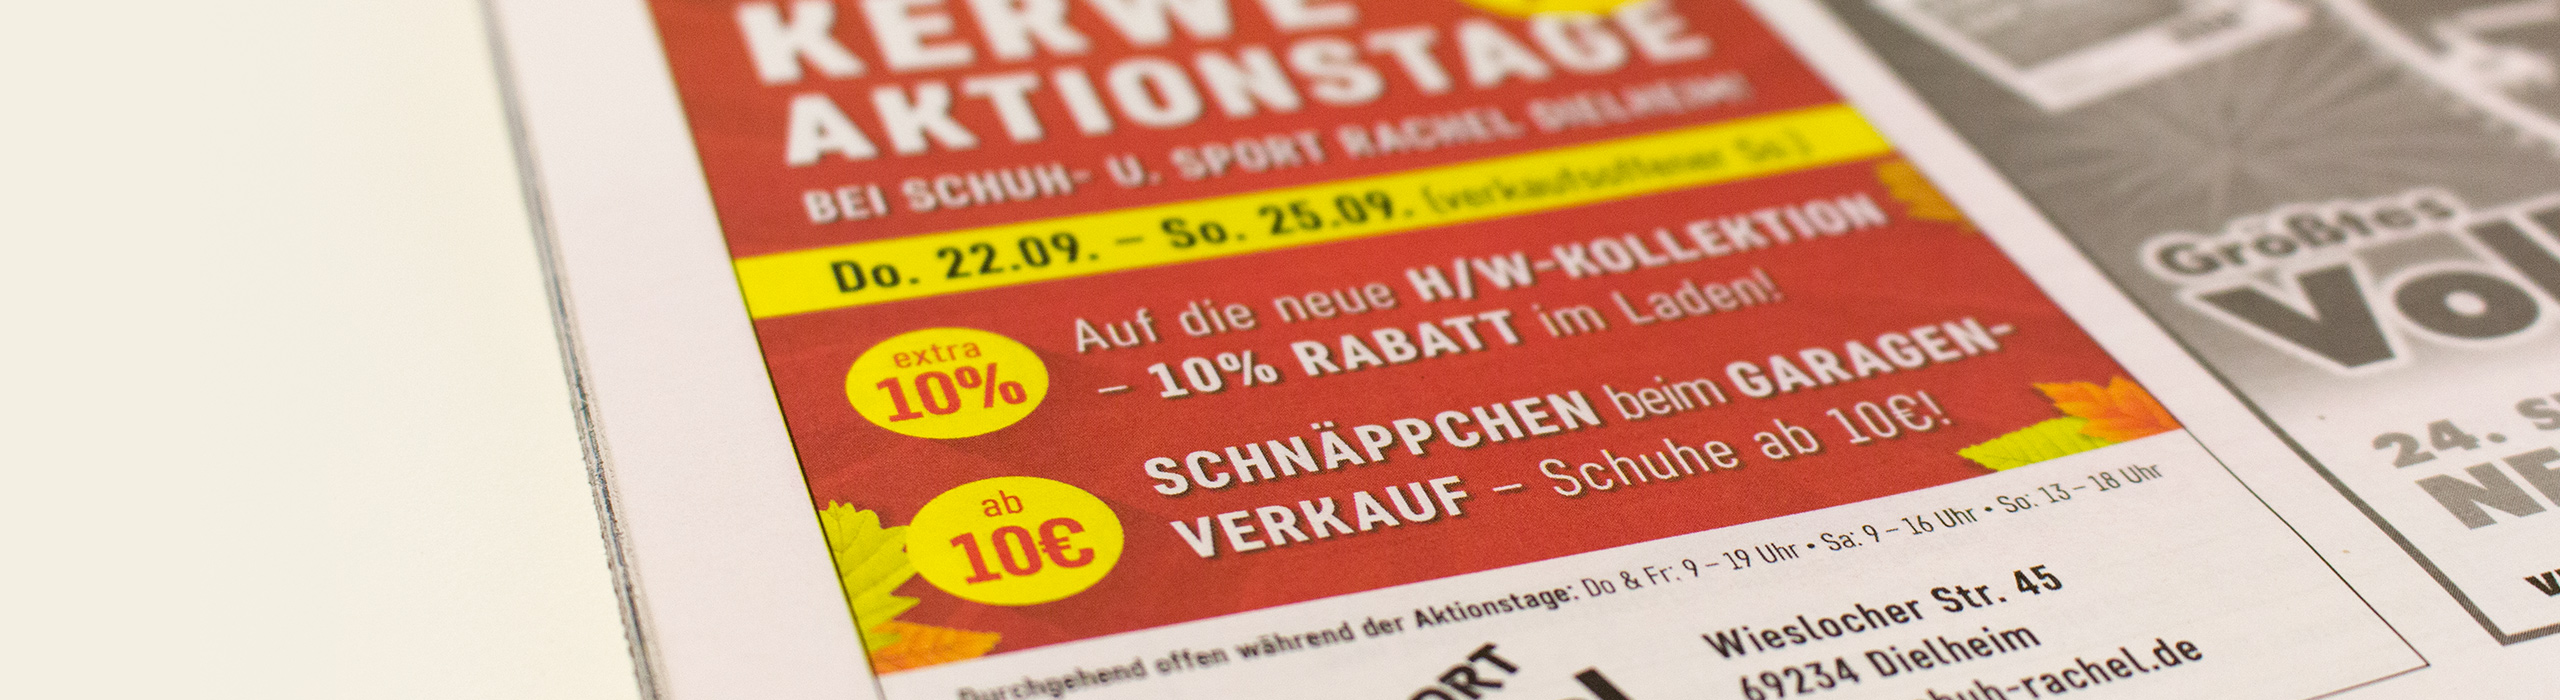 KERWE
AKTIONSTAGE
BEI SCHUH- U. SPORT RACHEL DIELHEIM!
Do. 22.09. – So. 25.09. (verkaufsoffener So.)
extra
10%
Auf die neue H/W-KOLLEKTION
– 10% RABATT im Laden!
ab
10€
SCHNÄPPCHEN beim GARAGEN-
VERKAUF – Schuhe ab 10€!
Durchgehend offen während der Aktionstage: Do & Fr: 9 – 19 Uhr • Sa: 9 – 16 Uhr • So: 13 – 18 Uhr
Wieslocher Str. 45
69234 Dielheim
Größtes
24.